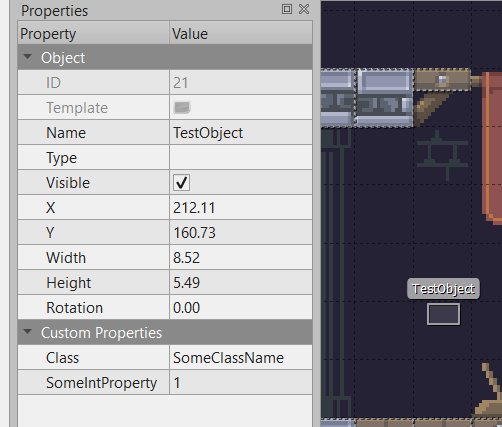 Properties
Property Value
Object
ID 21
Template
Name TestObject
Type
Visible
X 212.11
Y 160.73
Width 8.52
Height 5.49
Rotation 0.00
Custom Properties
Class SomeClassName
SomeIntProperty 1
TestObject